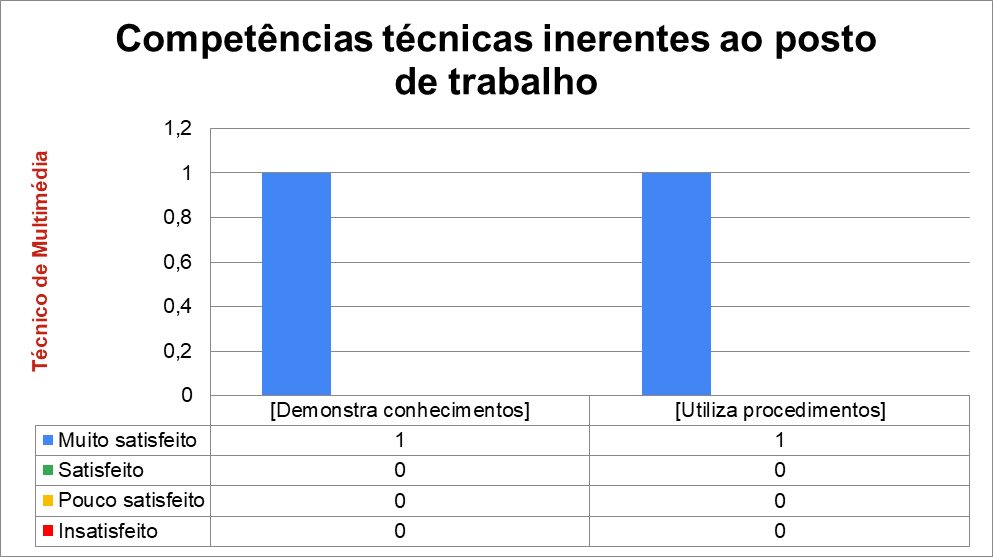 Competências técnicas inerentes ao posto
de trabalho
Técnico de Multimédia
1,2
1
0,8
0,6
0,4
0,2
0
[Demonstra conhecimentos] [Utiliza procedimentos]
Muito satisfeito 1 1
Satisfeito 0 0
Pouco satisfeito 0 0
Insatisfeito 0 0